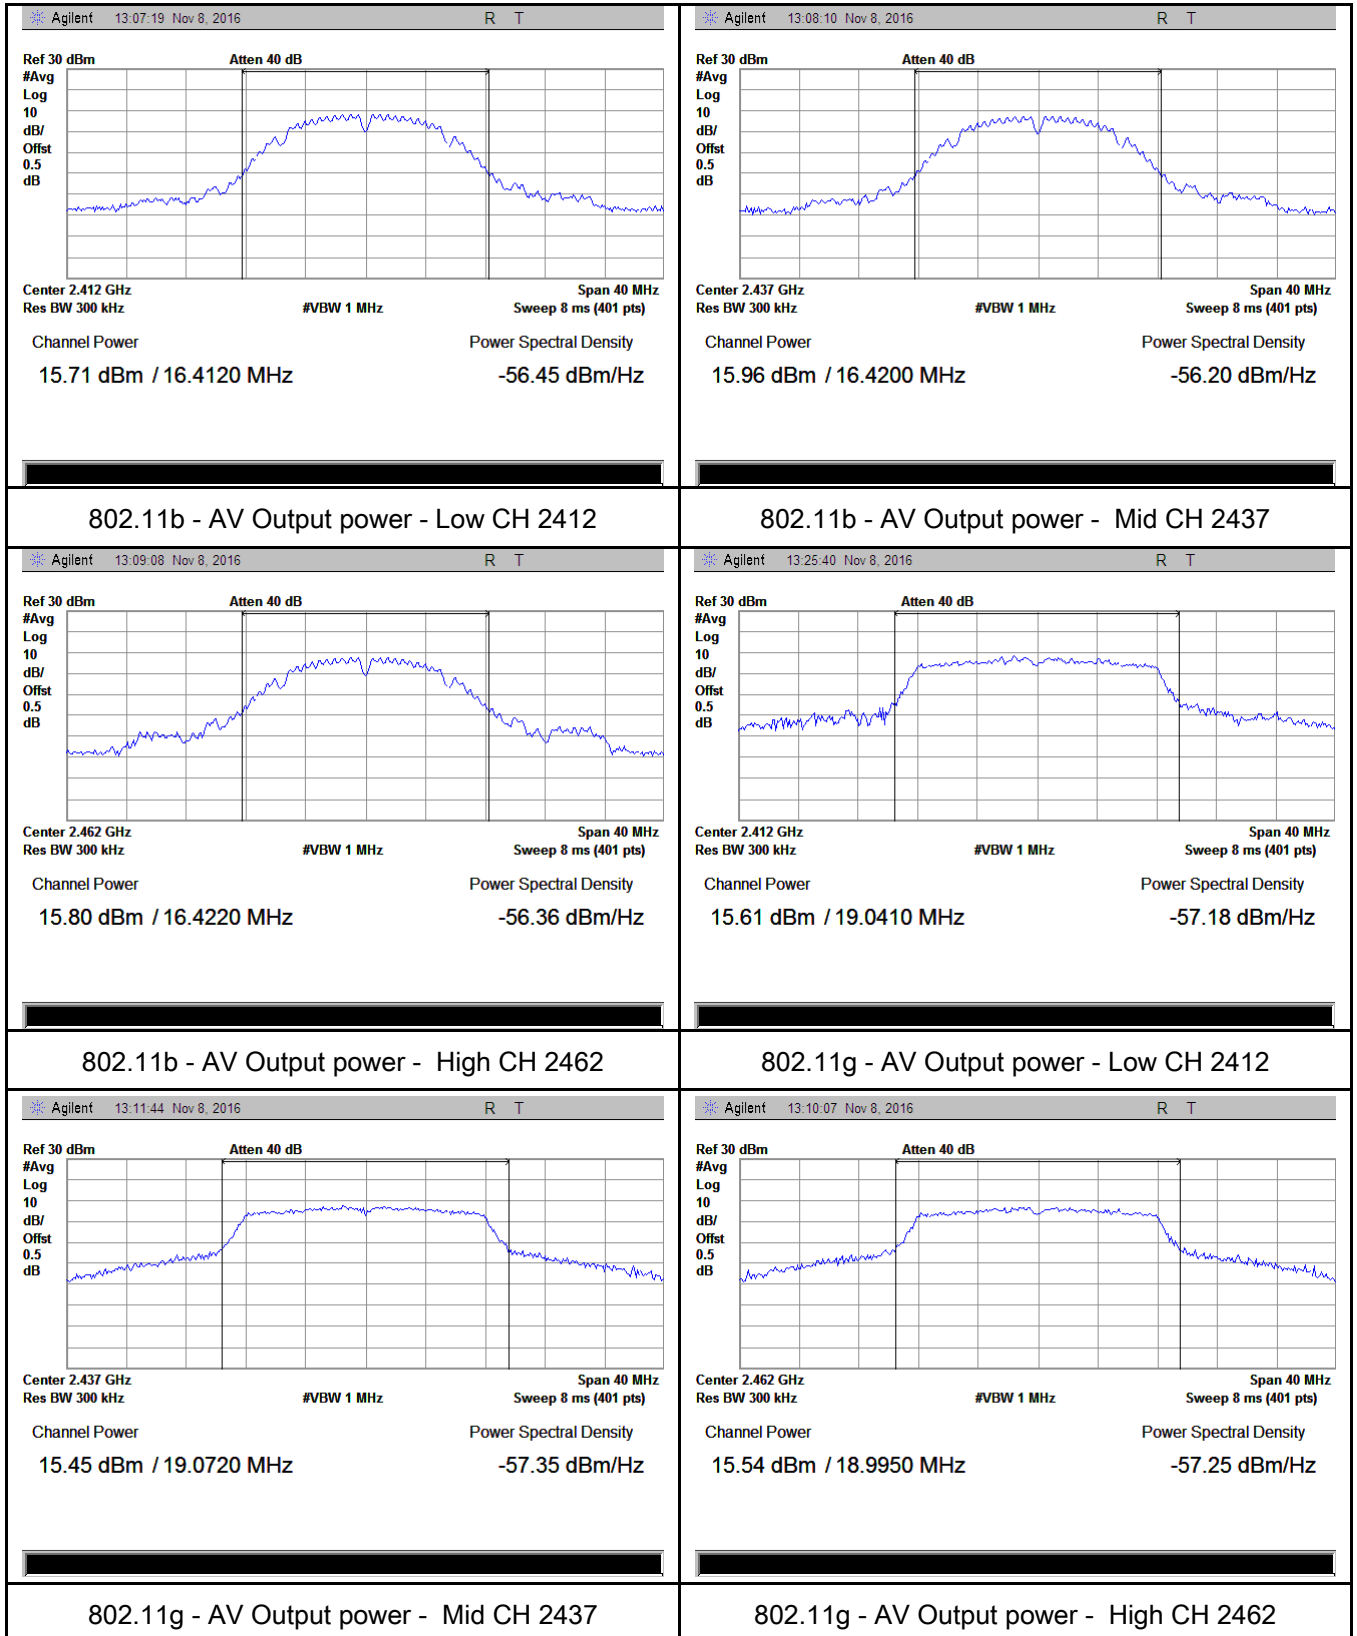 Agilent 13:07:19 Nov 8, 2016 R T
Ref 30 dBm Atten 40 dB
#Avg
Log
10
dB/
Offst
0.5
dB
Center 2.412 GHz Span 40 MHz
Res BW 300 kHz #VBW 1 MHz Sweep 8 ms (401 pts)
Channel Power Power Spectral Density
15.71 dBm / 16.4120 MHz -56.45 dBm/Hz
802.11b - AV Output power - Low CH 2412
Agilent 13:08:10 Nov 8, 2016 R T
Ref 30 dBm Atten 40 dB
#Avg
Log
10
dB/
Offst
0.5
dB
Center 2.437 GHz Span 40 MHz
Res BW 300 kHz #VBW 1 MHz Sweep 8 ms (401 pts)
Channel Power Power Spectral Density
15.96 dBm / 16.4200 MHz -56.20 dBm/Hz
802.11b - AV Output power - Mid CH 2437
Agilent 13:09:08 Nov 8, 2016 R T
Ref 30 dBm Atten 40 dB
#Avg
Log
10
dB/
Offst
0.5
dB
Center 2.462 GHz Span 40 MHz
Res BW 300 kHz #VBW 1 MHz Sweep 8 ms (401 pts)
Channel Power Power Spectral Density
15.80 dBm / 16.4220 MHz -56.36 dBm/Hz
802.11b - AV Output power - High CH 2462
Agilent 13:25:40 Nov 8, 2016 R T
Ref 30 dBm Atten 40 dB
#Avg
Log
10
dB/
Offst
0.5
dB
Center 2.412 GHz Span 40 MHz
Res BW 300 kHz #VBW 1 MHz Sweep 8 ms (401 pts)
Channel Power Power Spectral Density
15.61 dBm / 19.0410 MHz -57.18 dBm/Hz
802.11g - AV Output power - Low CH 2412
Agilent 13:11:44 Nov 8, 2016 R T
Ref 30 dBm Atten 40 dB
#Avg
Log
10
dB/
Offst
0.5
dB
Center 2.437 GHz Span 40 MHz
Res BW 300 kHz #VBW 1 MHz Sweep 8 ms (401 pts)
Channel Power Power Spectral Density
15.45 dBm / 19.0720 MHz -57.35 dBm/Hz
802.11g - AV Output power - Mid CH 2437
Agilent 13:10:07 Nov 8, 2016 R T
Ref 30 dBm Atten 40 dB
#Avg
Log
10
dB/
Offst
0.5
dB
Center 2.462 GHz Span 40 MHz
Res BW 300 kHz #VBW 1 MHz Sweep 8 ms (401 pts)
Channel Power Power Spectral Density
15.54 dBm / 18.9950 MHz -57.25 dBm/Hz
802.11g - AV Output power - High CH 2462